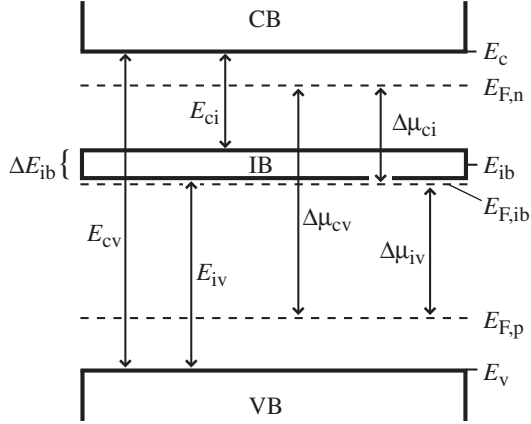 CB
E_c
E_F,n
E_ci
Δμ_ci
ΔE_ib {
IB
E_ib
E_F,ib
E_cv
Δμ_cv
E_iv
Δμ_iv
E_F,p
E_v
VB